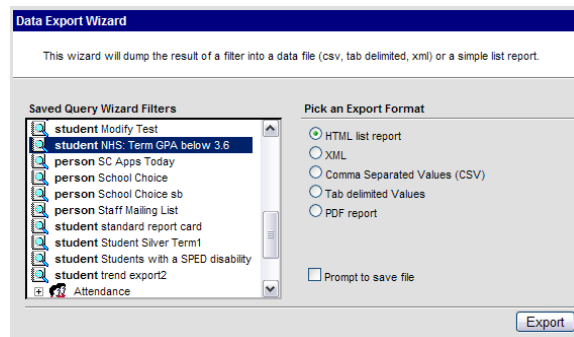 Data Export Wizard
This wizard will dump the result of a filter into a data file (csv, tab delimited, xml) or a simple list report.
Saved Query Wizard Filters
student Modify Test
student NHS: Term GPA below 3.6
person SC Apps Today
person School Choice
person School Choice sb
person Staff Mailing List
student standard report card
student Student Silver Term1
student Students with a SPED disability
student trend export2
Attendance
Pick an Export Format
HTML list report
XML
Comma Separated Values (CSV)
Tab delimited Values
PDF report
Prompt to save file
Export